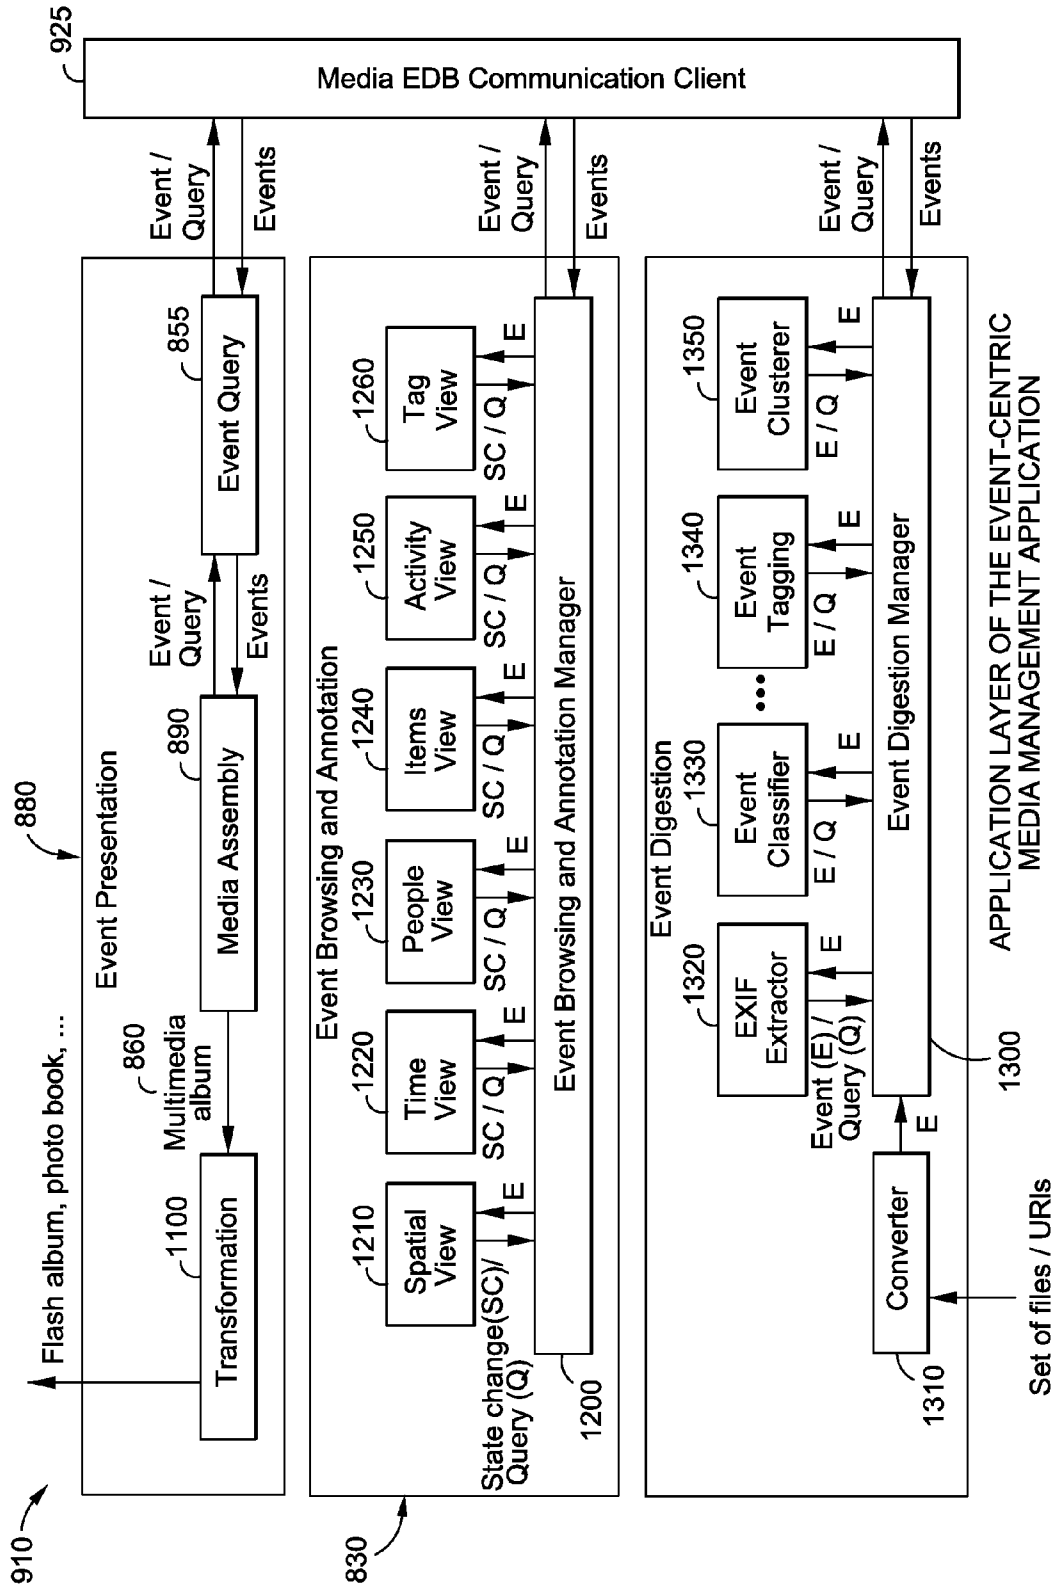 910
Flash album, photo book, ...
880
Event Presentation
1100
Transformation
860
Multimedia
album
890
Media Assembly
Event /
Query
Events
855
Event Query
Event /
Query
Events
925
Media EDB Communication Client
830
Event Browsing and Annotation
1210
Spatial
View
State change(SC)/
Query (Q)
E
1220
Time
View
SC / Q
E
1230
People
View
SC / Q
E
1240
Items
View
SC / Q
E
1250
Activity
View
SC / Q
E
1260
Tag
View
SC / Q
E
1200
Event Browsing and Annotation Manager
Event /
Query
Events
Event Digestion
1320
EXIF
Extractor
Event (E) /
Query (Q)
E
1330
Event
Classifier
E / Q
E
•••
1340
Event
Tagging
E / Q
E
1350
Event
Clusterer
E / Q
E
1310
Converter
E
1300
Event Digestion Manager
Event /
Query
Events
Set of files / URIs
APPLICATION LAYER OF THE EVENT-CENTRIC
MEDIA MANAGEMENT APPLICATION